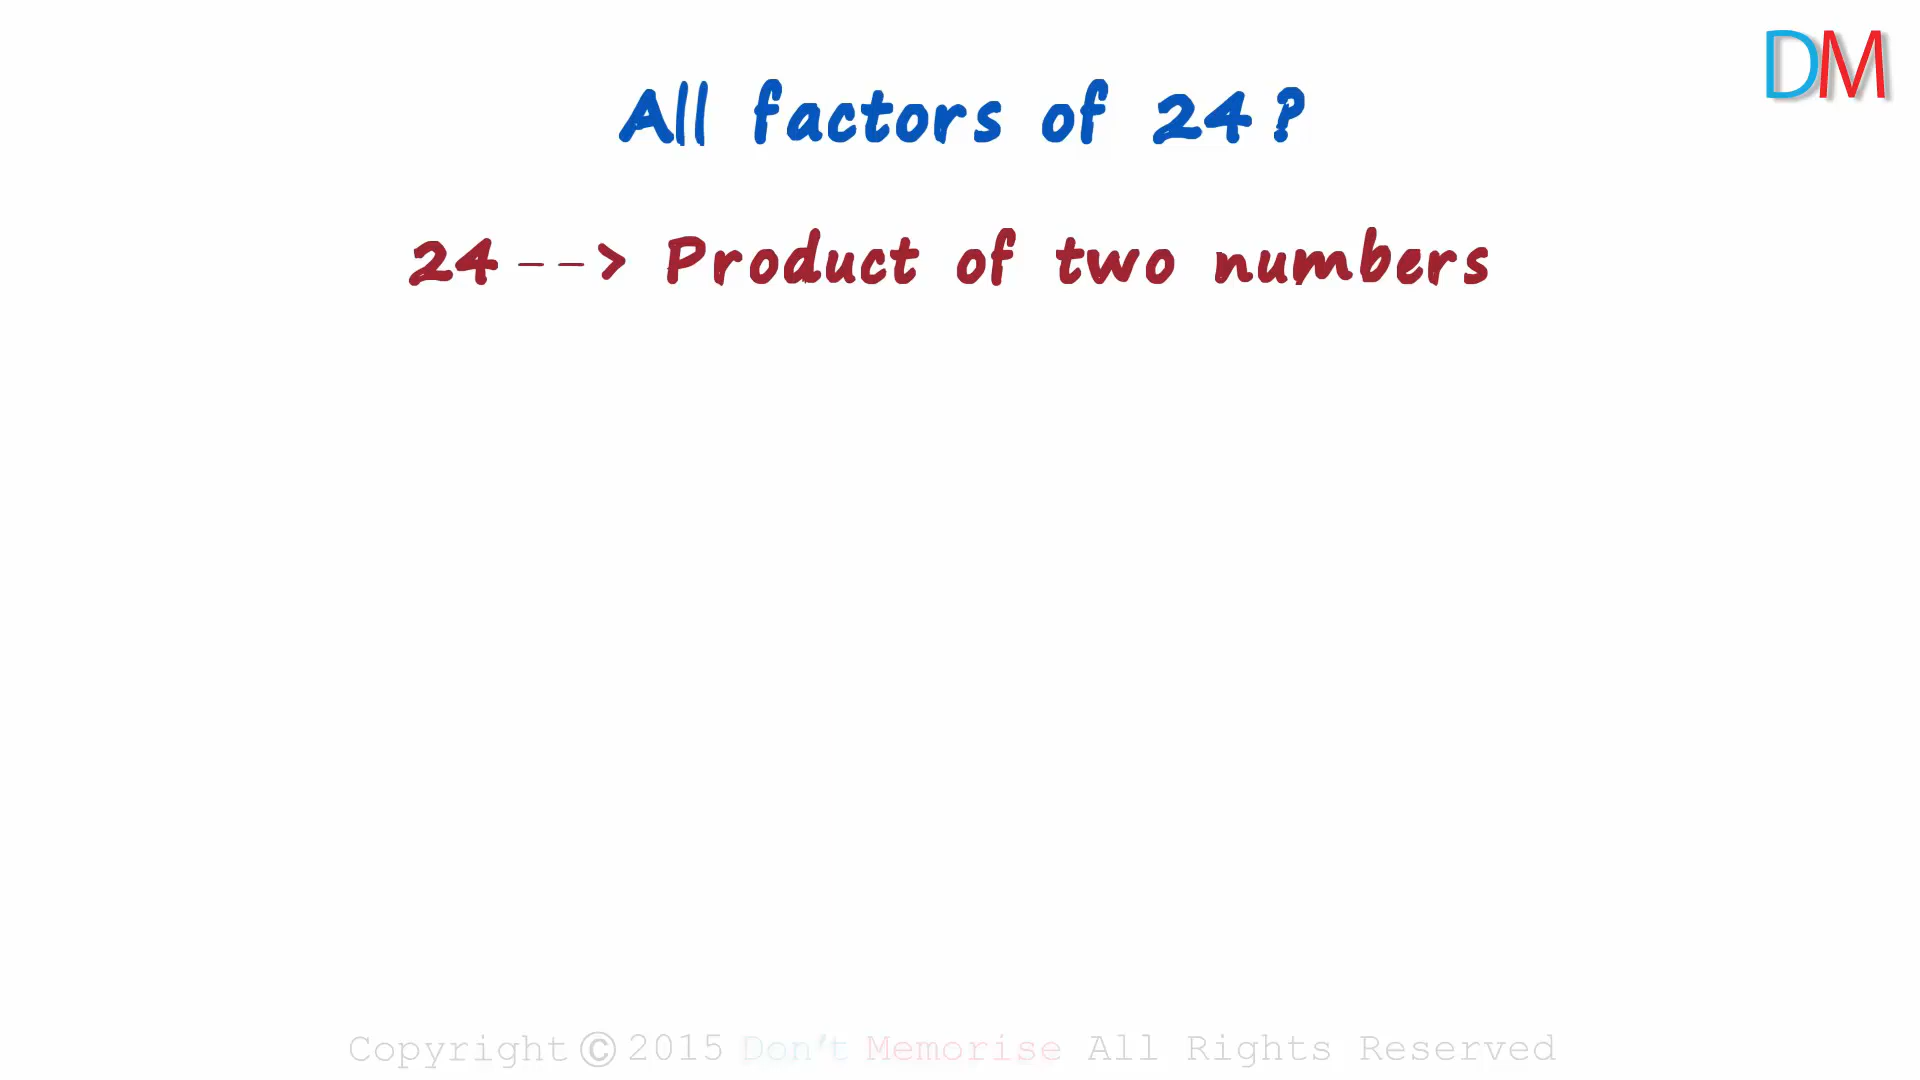 DM
All factors of 24?
24 --> Product of two numbers
Copyright © 2015 Don't Memorise All Rights Reserved